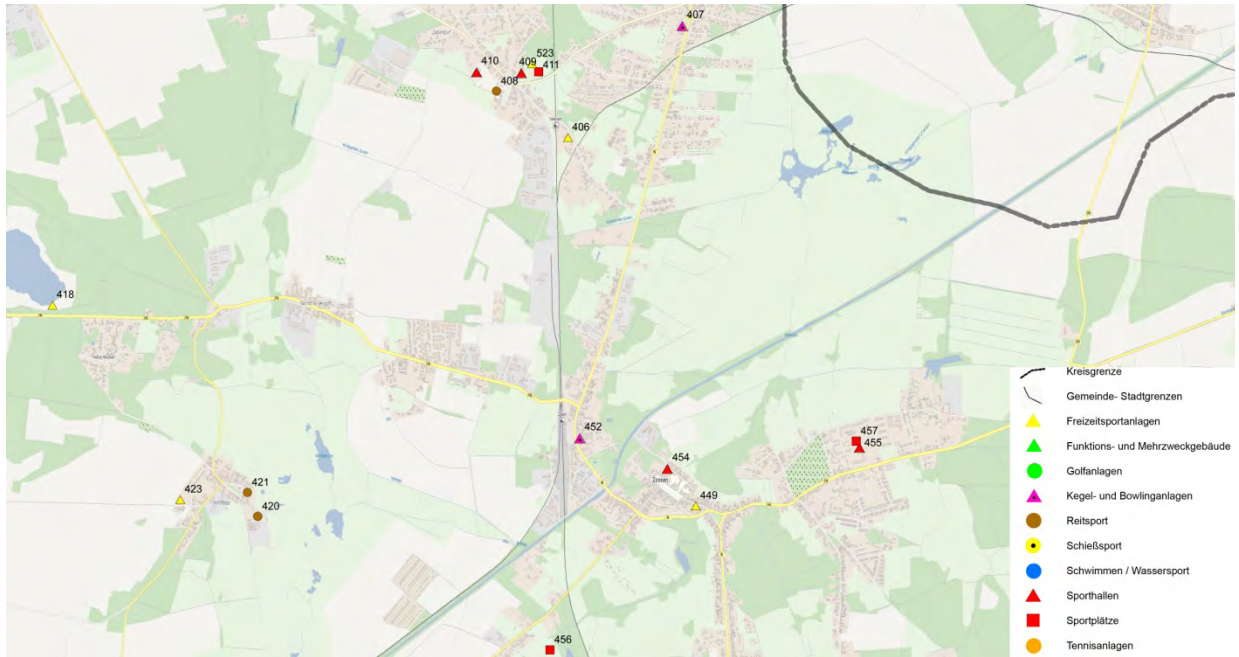 407
523
410
409
411
408
406
418
452
457
455
454
421
423
449
420
456
Zossen
Kreisgrenze
Gemeinde- Stadtgrenzen
Freizeitsportanlagen
Funktions- und Mehrzweckgebäude
Golfanlagen
Kegel- und Bowlinganlagen
Reitsport
Schießsport
Schwimmen / Wassersport
Sporthallen
Sportplätze
Tennisanlagen